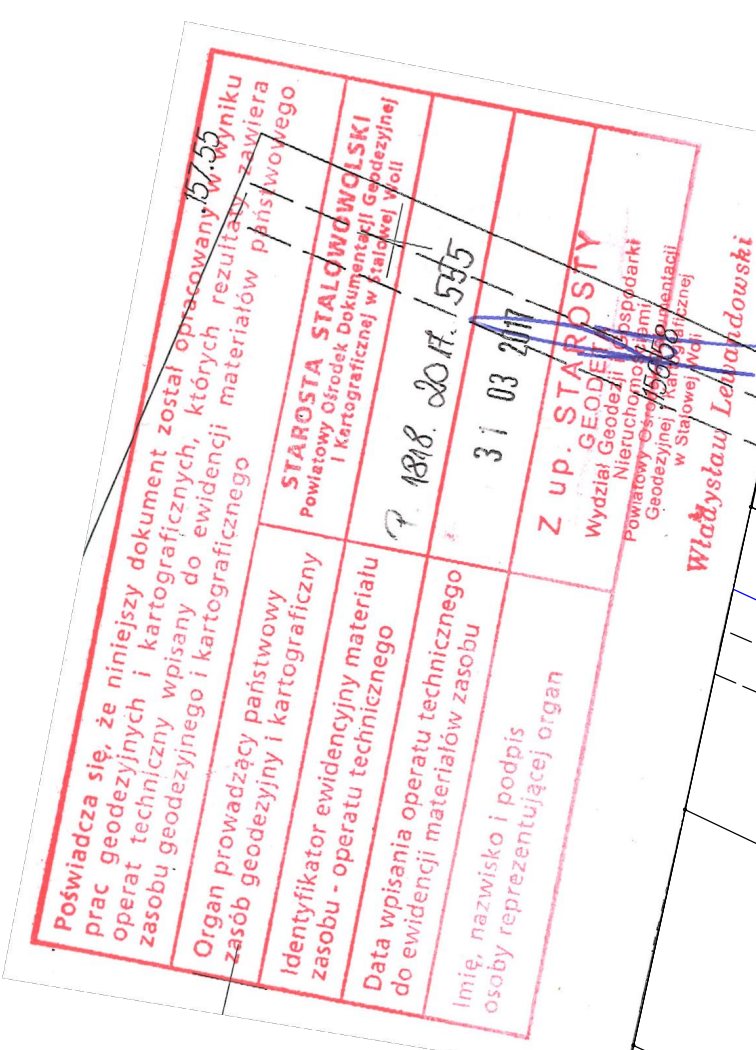 Poświadcza się, że niniejszy dokument został opracowany w wyniku
prac geodezyjnych i kartograficznych, których rezultaty zawiera
operat techniczny wpisany do ewidencji materiałów państwowego
zasobu geodezyjnego i kartograficznego
Organ prowadzący państwowy
zasób geodezyjny i kartograficzny
STAROSTA STALOWOWOLSKI
Powiatowy Ośrodek Dokumentacji Geodezyjnej
i Kartograficznej w Stalowej Woli
Identyfikator ewidencyjny materiału
zasobu - operatu technicznego
P. 1818. 2017. 1555
Data wpisania operatu technicznego
do ewidencji materiałów zasobu
31 03 2017
Imię, nazwisko i podpis
osoby reprezentującej organ
Z up. STAROSTY
GEODETA
Wydział Geodezji i Gospodarki
Nieruchomościami
Powiatowy Ośrodek Dokumentacji
Geodezyjnej i Kartograficznej
w Stalowej Woli
Władysław Lewandowski
157.55